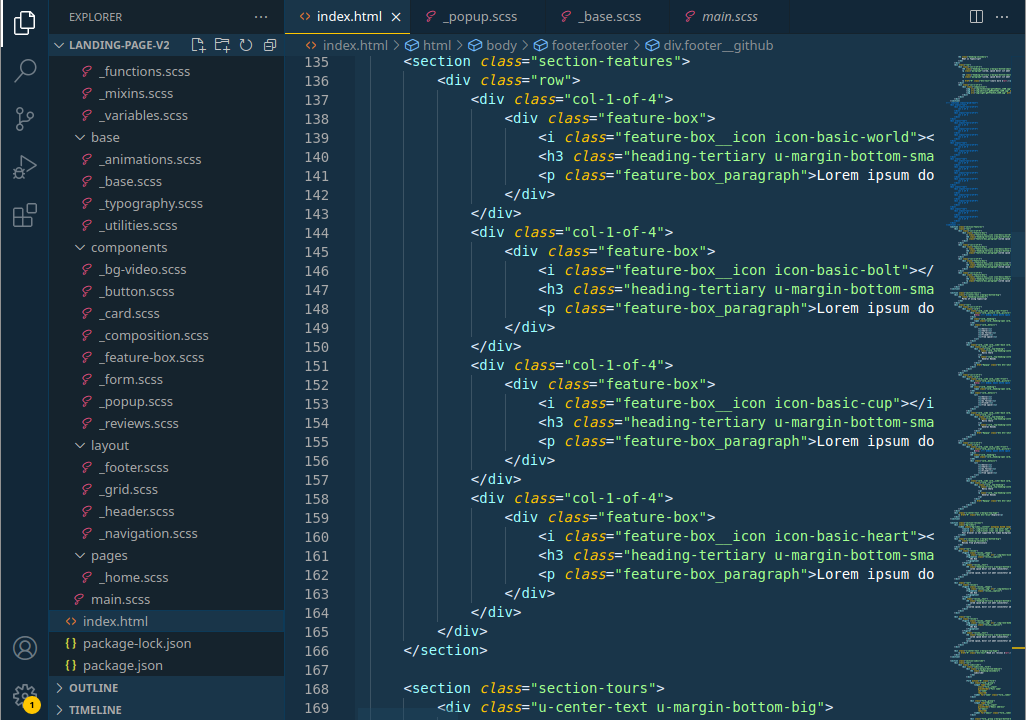 EXPLORER
LANDING-PAGE-V2
_functions.scss
_mixins.scss
_variables.scss
base
_animations.scss
_base.scss
_typography.scss
_utilities.scss
components
_bg-video.scss
_button.scss
_card.scss
_composition.scss
_feature-box.scss
_form.scss
_popup.scss
_reviews.scss
layout
_footer.scss
_grid.scss
_header.scss
_navigation.scss
pages
_home.scss
main.scss
index.html
package-lock.json
package.json
OUTLINE
TIMELINE
1
index.html
_popup.scss
_base.scss
main.scss
index.html > html > body > footer.footer > div.footer__github
135 <section class="section-features">
136 <div class="row">
137 <div class="col-1-of-4">
138 <div class="feature-box">
139 <i class="feature-box__icon icon-basic-world"><
140 <h3 class="heading-tertiary u-margin-bottom-sma
141 <p class="feature-box_paragraph">Lorem ipsum do
142 </div>
143 </div>
144 <div class="col-1-of-4">
145 <div class="feature-box">
146 <i class="feature-box__icon icon-basic-bolt"></
147 <h3 class="heading-tertiary u-margin-bottom-sma
148 <p class="feature-box_paragraph">Lorem ipsum do
149 </div>
150 </div>
151 <div class="col-1-of-4">
152 <div class="feature-box">
153 <i class="feature-box__icon icon-basic-cup"></i
154 <h3 class="heading-tertiary u-margin-bottom-sma
155 <p class="feature-box_paragraph">Lorem ipsum do
156 </div>
157 </div>
158 <div class="col-1-of-4">
159 <div class="feature-box">
160 <i class="feature-box__icon icon-basic-heart"><
161 <h3 class="heading-tertiary u-margin-bottom-sma
162 <p class="feature-box_paragraph">Lorem ipsum do
163 </div>
164 </div>
165 </div>
166 </section>
167
168 <section class="section-tours">
169 <div class="u-center-text u-margin-bottom-big">